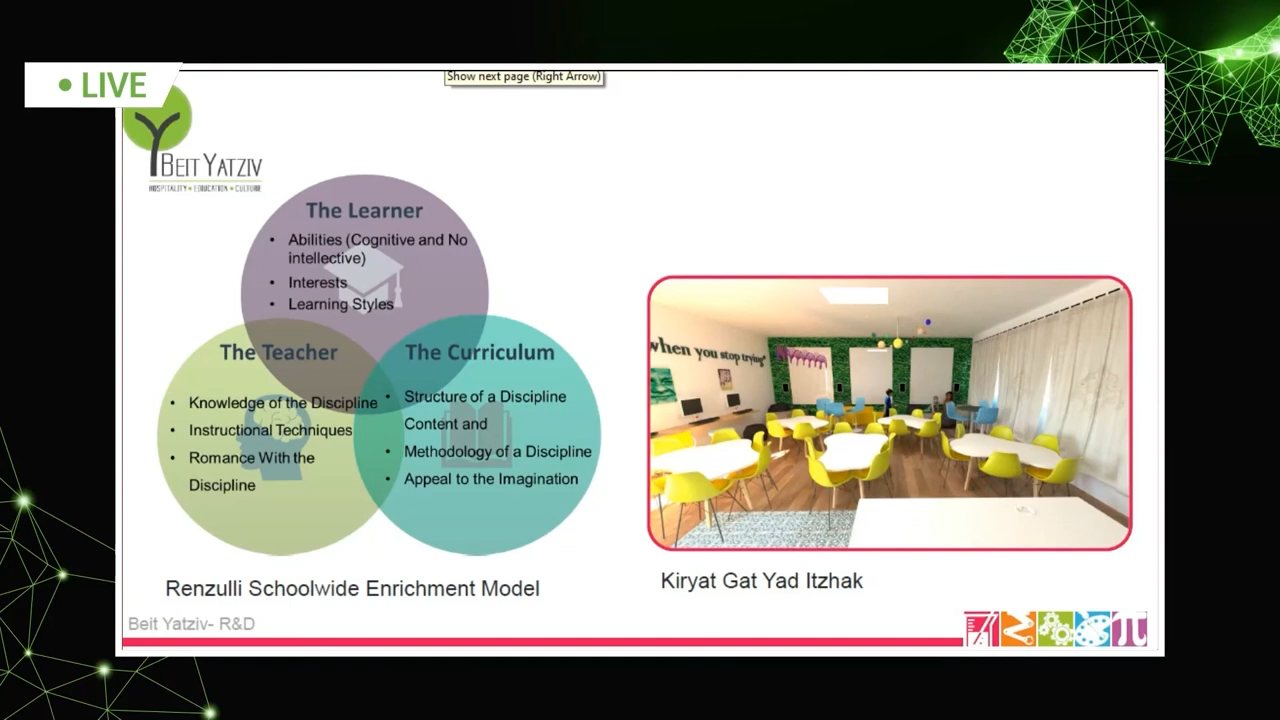 • LIVE
Show next page (Right Arrow)
BEIT YATZIV
HOSPITALITY • EDUCATION • CULTURE
The Learner
• Abilities (Cognitive and No
intellective)
• Interests
• Learning Styles
The Teacher
• Knowledge of the Discipline
• Instructional Techniques
• Romance With the
Discipline
The Curriculum
• Structure of a Discipline
Content and
• Methodology of a Discipline
• Appeal to the Imagination
when you stop trying"
Renzulli Schoolwide Enrichment Model
Kiryat Gat Yad Itzhak
Beit Yatziv- R&D
π